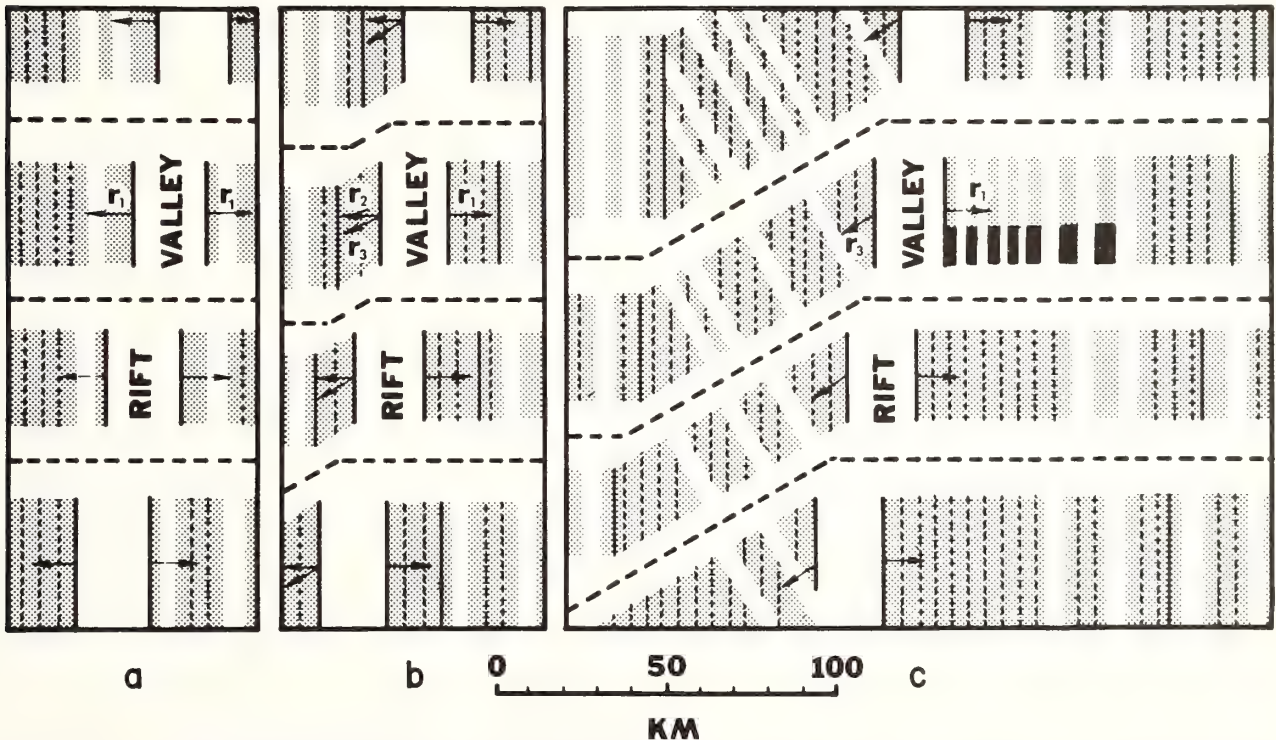 r₁
VALLEY
r₁
RIFT
r₂
r₃
VALLEY
r₁
RIFT
r₃
VALLEY
r₁
RIFT
a
b
c
0 50 100
KM